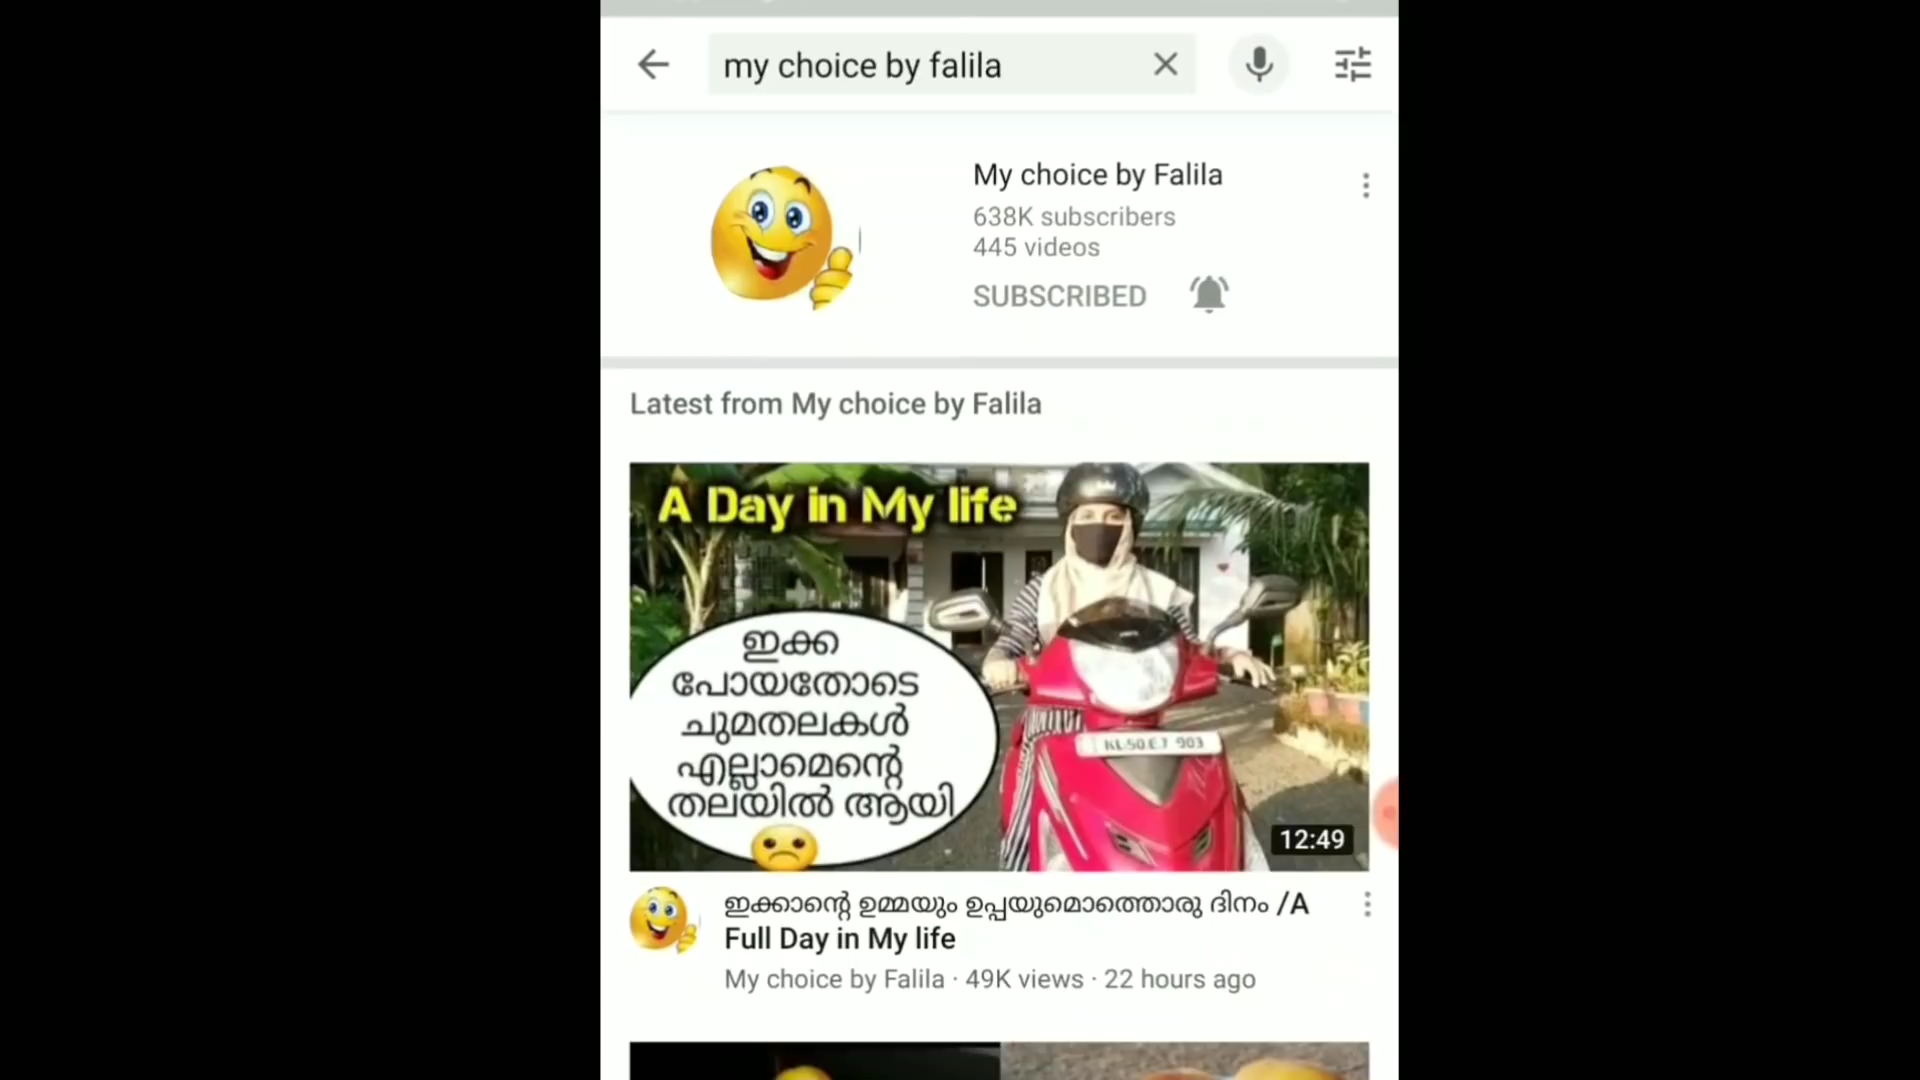 my choice by falila
My choice by Falila
638K subscribers
445 videos
SUBSCRIBED
Latest from My choice by Falila
A Day in My life
ഇക്ക
പോയതോടെ
ചുമതലകൾ
എല്ലാമെന്റെ
തലയിൽ ആയി
12:49
ഇക്കാന്റെ ഉമ്മയും ഉപ്പയുമൊത്തൊരു ദിനം /A
Full Day in My life
My choice by Falila · 49K views · 22 hours ago